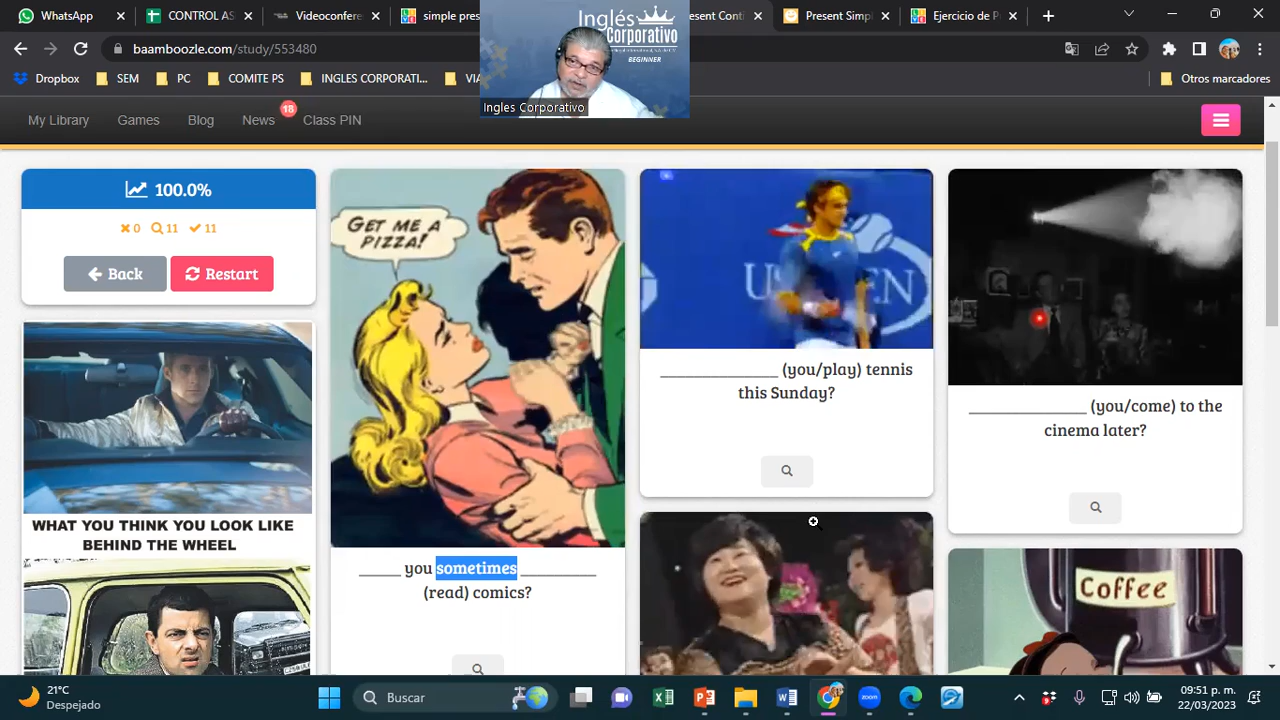 WhatsApp
CONTROL AS
Videoconfere
simple pres
esent Conti
Present Simpl
Ejercicio de P
baamboozle.com/study/553480
Dropbox
SEM
PC
COMITE PS
INGLES CORPORATI...
Otros marcadores
Inglés
Corporativo
BEGINNER
Ingles Corporativo
My Library
Games
Blog
News
18
Class PIN
100.0%
0 11 11
Back
Restart
WHAT YOU THINK YOU LOOK LIKE
BEHIND THE WHEEL
GET ME A
PIZZA!
_____ you sometimes _________
(read) comics?
______________ (you/play) tennis
this Sunday?
______________ (you/come) to the
cinema later?
Coffee
21°C
Despejado
Buscar
zoom
09:51 p. m.
22/03/2023